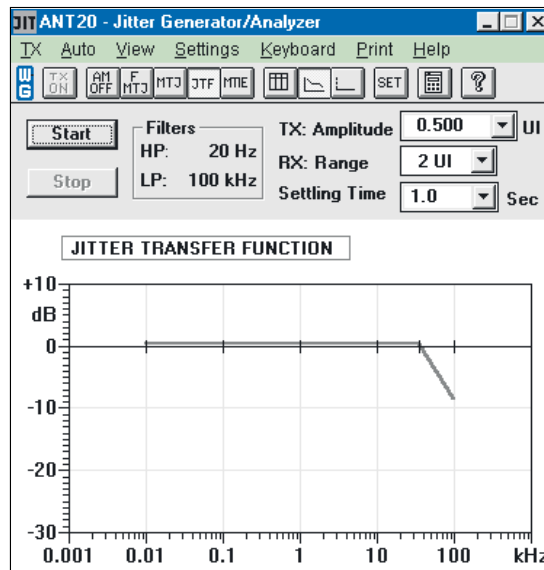 JIT ANT20 - Jitter Generator/Analyzer
TX Auto View Settings Keyboard Print Help
WG TX ON AM OFF F MTJ MTJ JTF MTIE SET ?
Start
Stop
Filters
HP: 20 Hz
LP: 100 kHz
TX: Amplitude 0.500 UI
RX: Range 2 UI
Settling Time 1.0 Sec
JITTER TRANSFER FUNCTION
+10
dB
0
-10
-20
-30
0.001 0.01 0.1 1 10 100 kHz